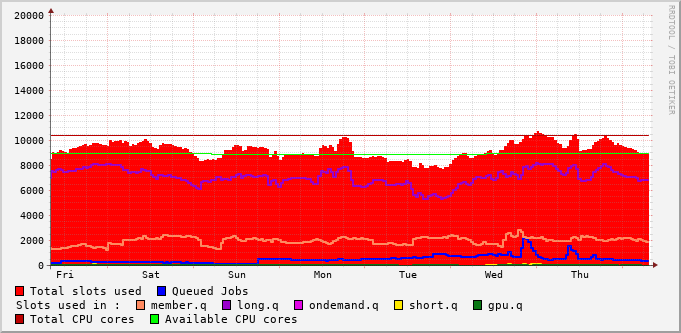 RRDTOOL / TOBI OETIKER
20000
18000
16000
14000
12000
10000
8000
6000
4000
2000
0
Fri Sat Sun Mon Tue Wed Thu
Total slots used Queued Jobs
Slots used in : member.q long.q ondemand.q short.q gpu.q
Total CPU cores Available CPU cores